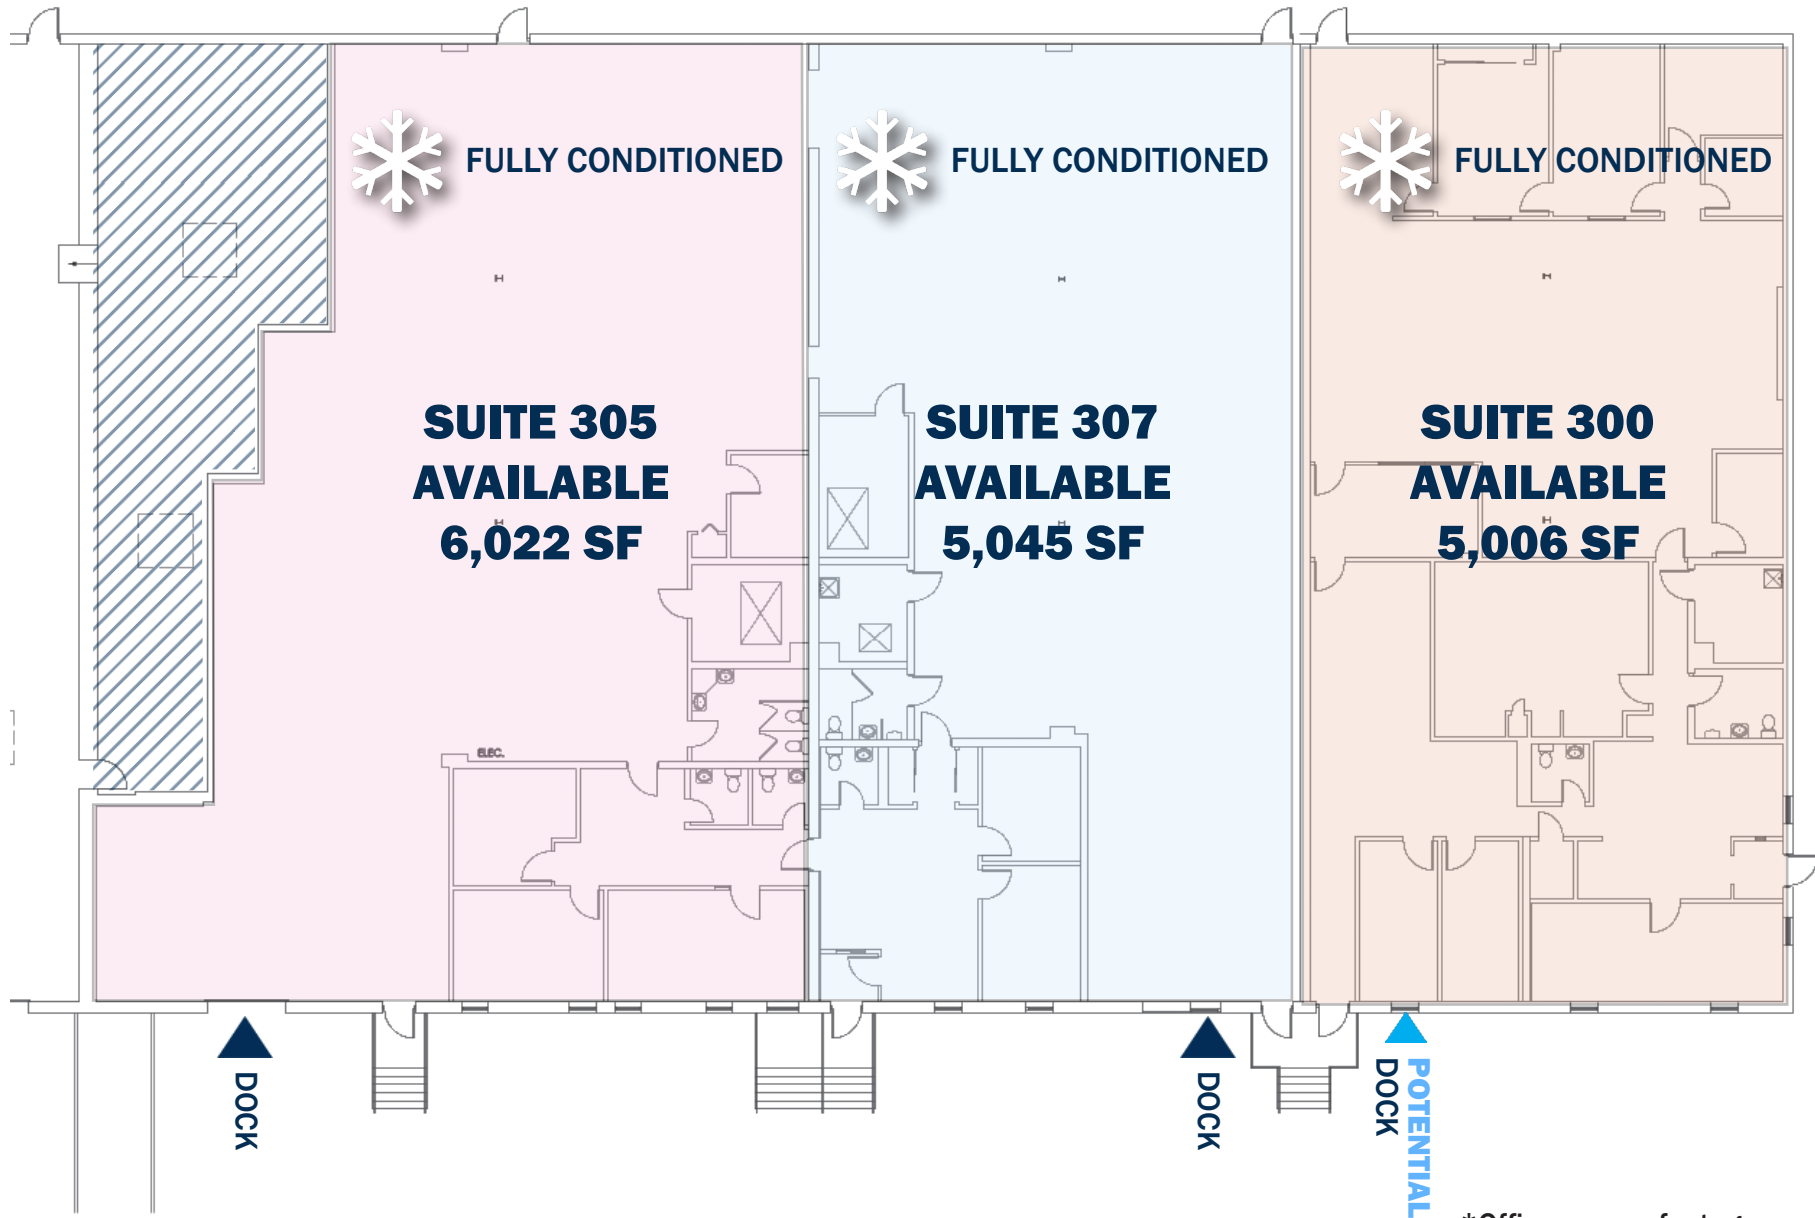 FULLY CONDITIONED
FULLY CONDITIONED
FULLY CONDITIONED
SUITE 305
AVAILABLE
6,022 SF
SUITE 307
AVAILABLE
5,045 SF
SUITE 300
AVAILABLE
5,006 SF
ELEC.
DOCK
DOCK
POTENTIAL
DOCK